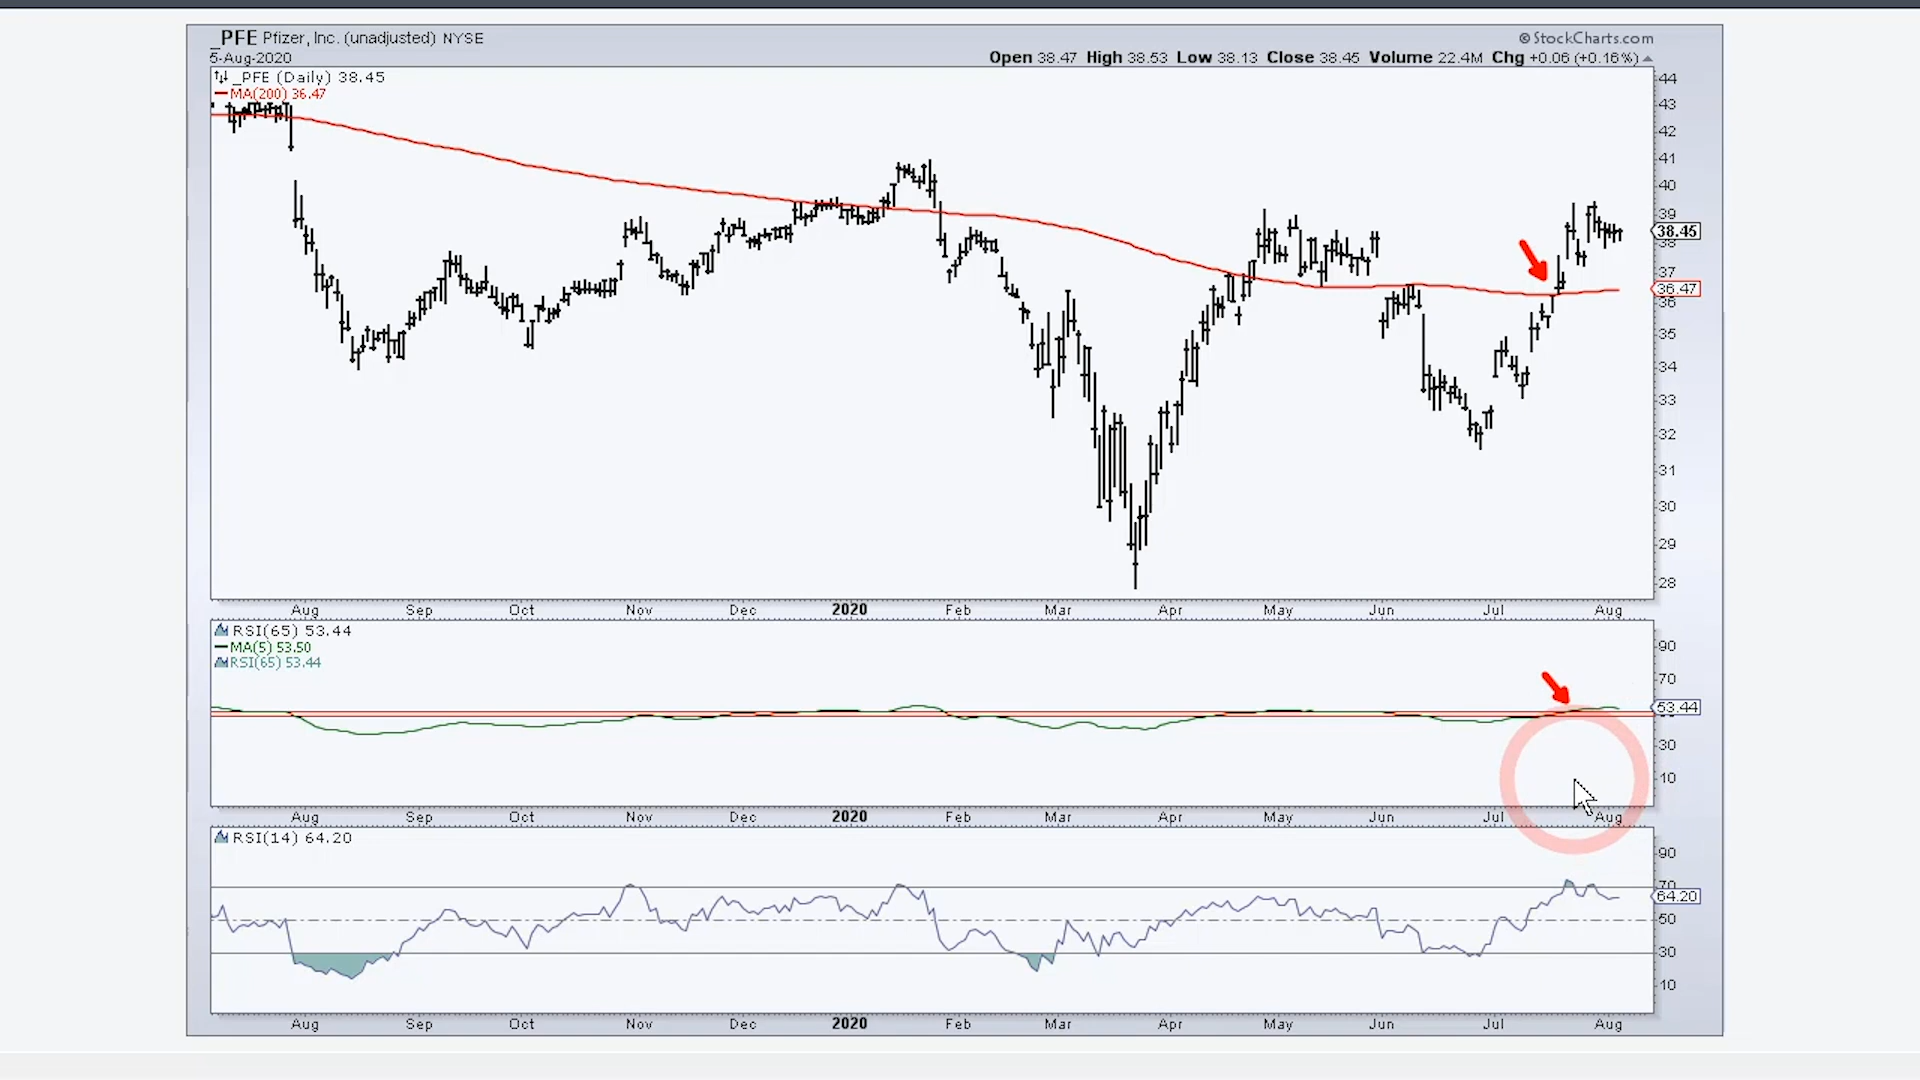 _PFE Pfizer, Inc. (unadjusted) NYSE
© StockCharts.com
5-Aug-2020
Open 38.47 High 38.53 Low 38.13 Close 38.45 Volume 22.4M Chg +0.06 (+0.16%)
_PFE (Daily) 38.45
MA(200) 36.47
44
43
42
41
40
39
38.45
38
37
36.47
36
35
34
33
32
31
30
29
28
Aug Sep Oct Nov Dec 2020 Feb Mar Apr May Jun Jul Aug
RSI(65) 53.44
MA(5) 53.50
RSI(65) 53.44
90
70
53.44
30
10
Aug Sep Oct Nov Dec 2020 Feb Mar Apr May Jun Jul Aug
RSI(14) 64.20
90
70
64.20
50
30
10
Aug Sep Oct Nov Dec 2020 Feb Mar Apr May Jun Jul Aug